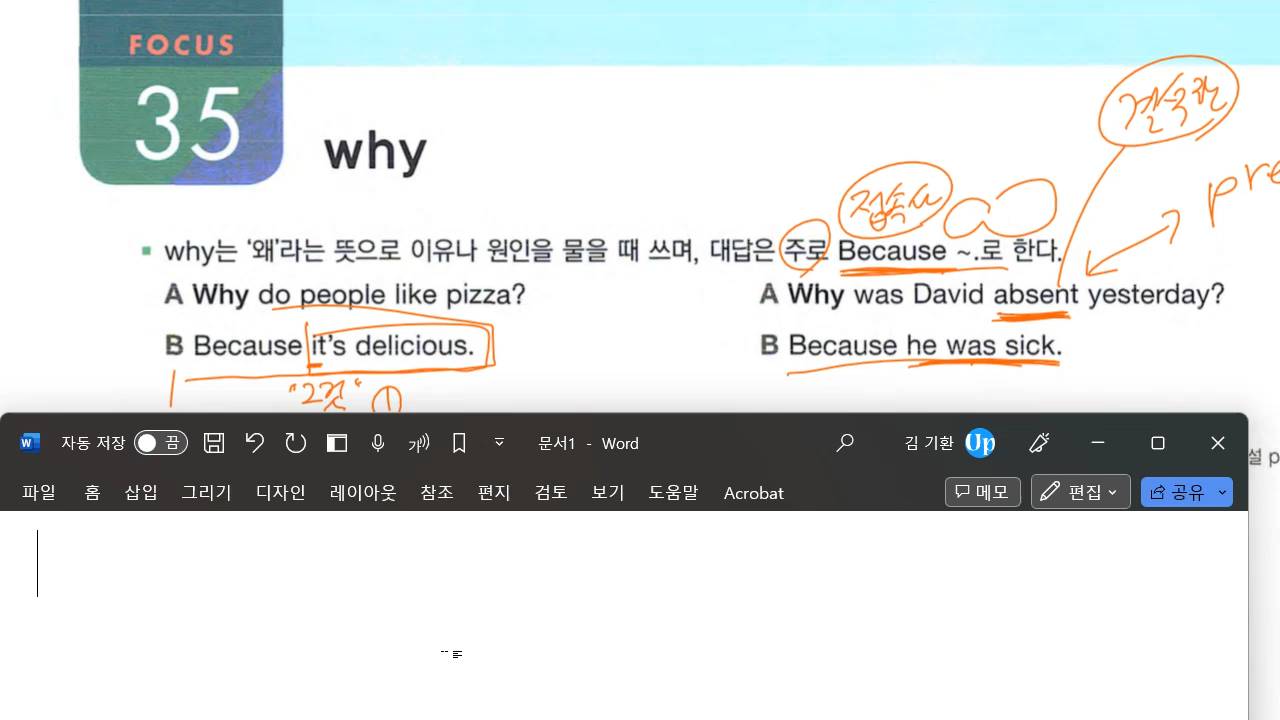 FOCUS
35
why
결석한
pre
접속사
why는 '왜'라는 뜻으로 이유나 원인을 물을 때 쓰며, 대답은 주로 Because ~.로 한다.
A Why do people like pizza?
A Why was David absent yesterday?
B Because it's delicious.
B Because he was sick.
"그것" ①
자동 저장 끔 가 문서1 - Word 김 기환 Up
설 p
파일 홈 삽입 그리기 디자인 레이아웃 참조 편지 검토 보기 도움말 Acrobat 메모 편집 공유